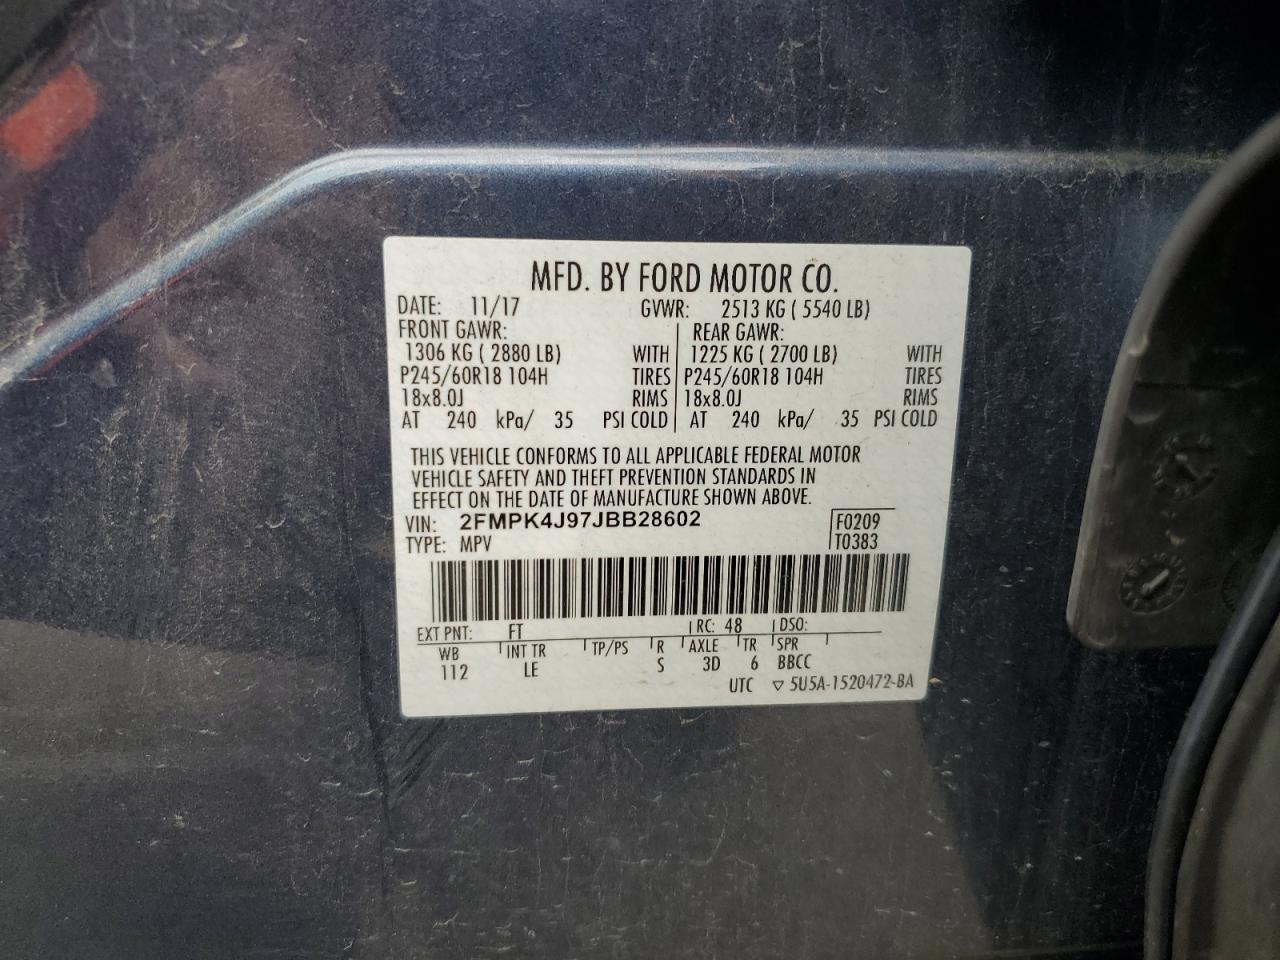 MFD. BY FORD MOTOR CO.
DATE: 11/17 GVWR: 2513 KG ( 5540 LB)
FRONT GAWR: REAR GAWR:
1306 KG ( 2880 LB) WITH 1225 KG ( 2700 LB) WITH
P245/60R18 104H TIRES P245/60R18 104H TIRES
18x8.0J RIMS 18x8.0J RIMS
AT 240 kPa/ 35 PSI COLD AT 240 kPa/ 35 PSI COLD
THIS VEHICLE CONFORMS TO ALL APPLICABLE FEDERAL MOTOR
VEHICLE SAFETY AND THEFT PREVENTION STANDARDS IN
EFFECT ON THE DATE OF MANUFACTURE SHOWN ABOVE.
VIN: 2FMPK4J97JBB28602 F0209
TYPE: MPV T0383
EXT PNT: FT RC: 48 DSO:
WB INT TR TP/PS R AXLE TR SPR
112 LE S 3D 6 BBCC
UTC ▽ 5U5A-1520472-BA